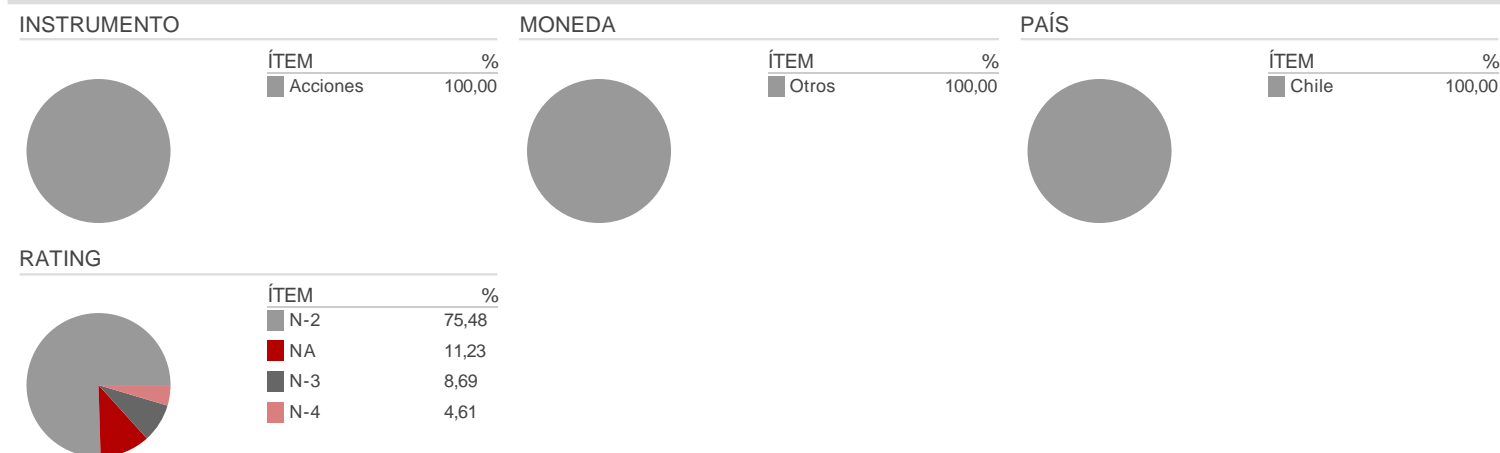 INSTRUMENTO
ÍTEM %
Acciones 100,00
MONEDA
ÍTEM %
Otros 100,00
PAÍS
ÍTEM %
Chile 100,00
RATING
ÍTEM %
N-2 75,48
NA 11,23
N-3 8,69
N-4 4,61